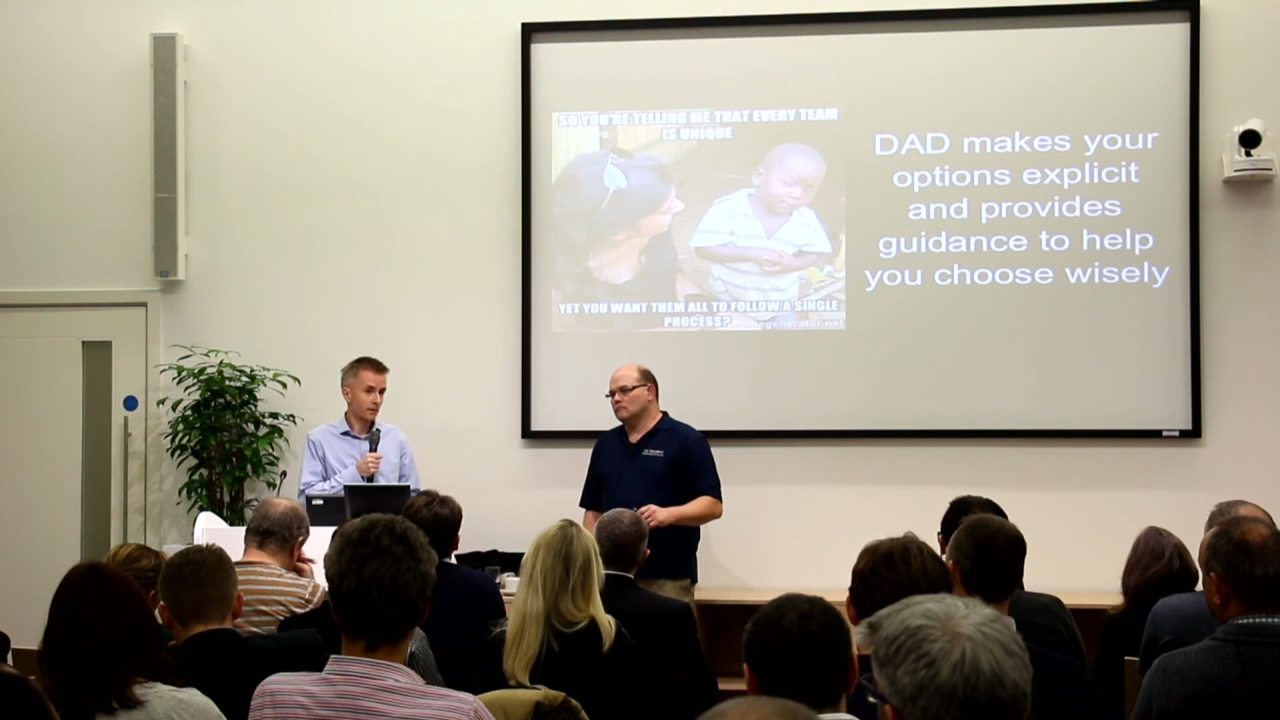 SO YOU'RE TELLING ME THAT EVERY TEAM
IS UNIQUE
YET YOU WANT THEM ALL TO FOLLOW A SINGLE
PROCESS?
DAD makes your
options explicit
and provides
guidance to help
you choose wisely